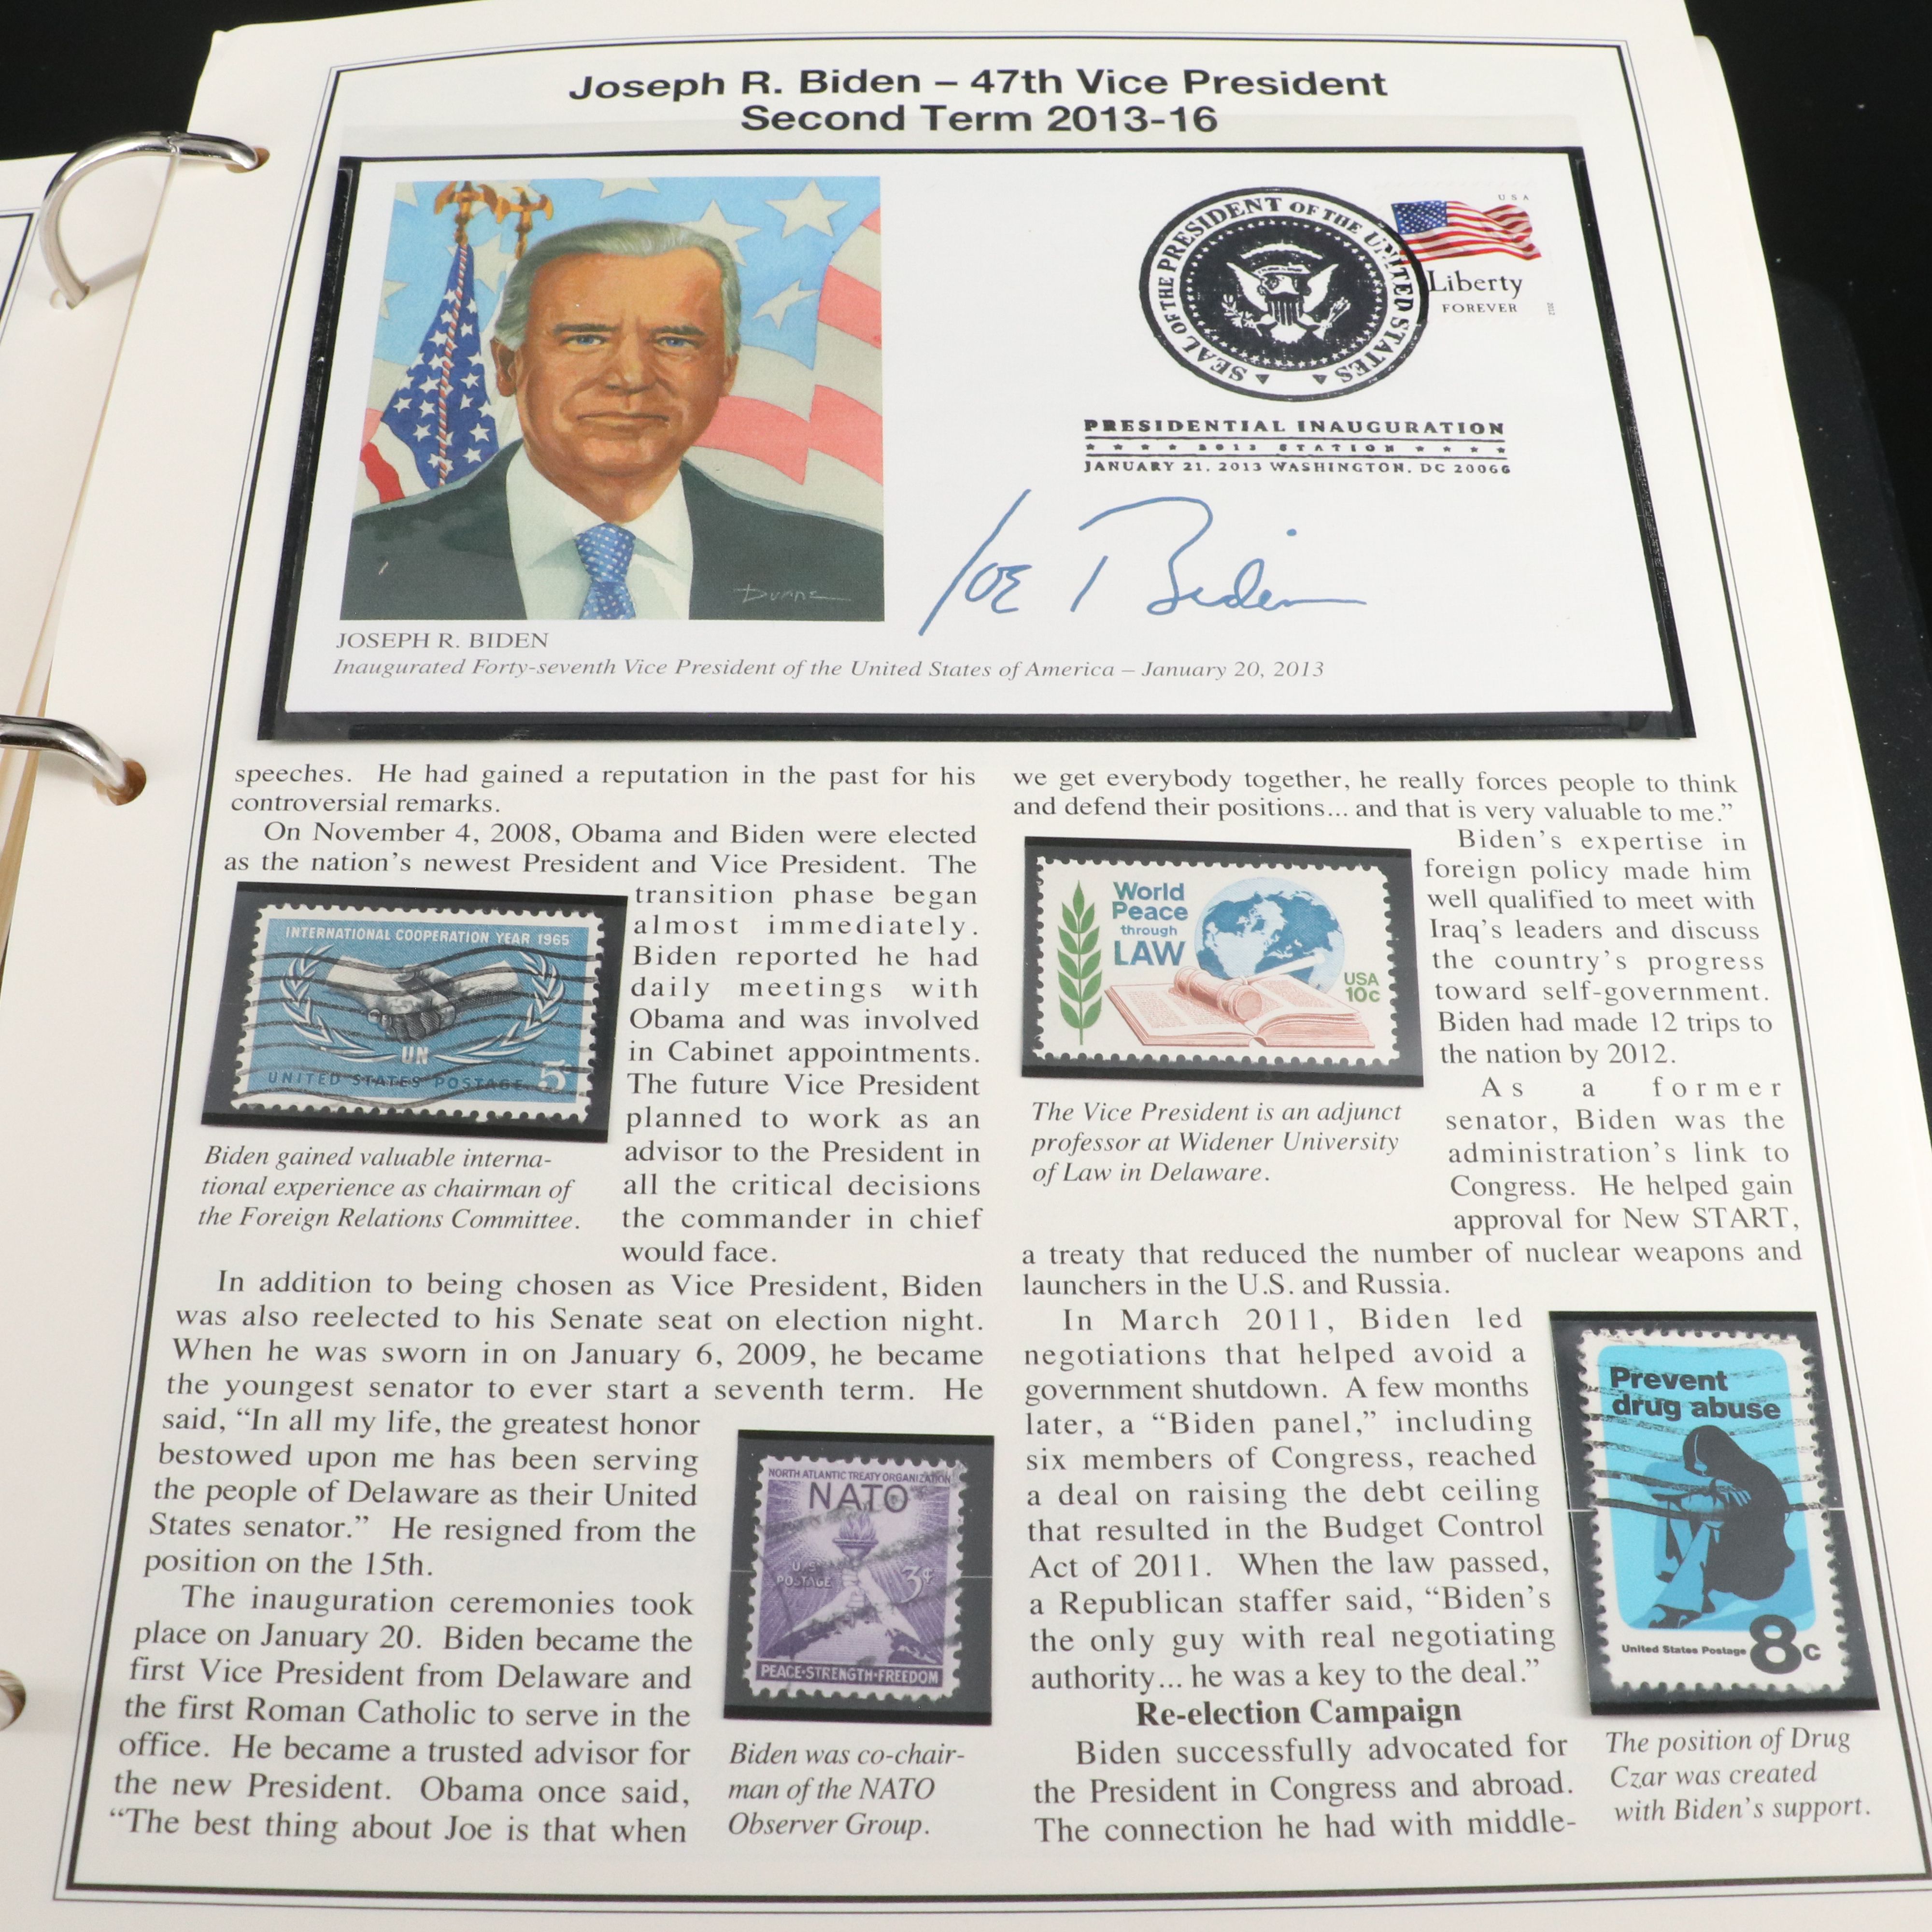 Joseph R. Biden – 47th Vice President
Second Term 2013-16
Duane
SEAL OF THE PRESIDENT OF THE UNITED STATES
USA
Liberty
FOREVER
2012
PRESIDENTIAL INAUGURATION
★ ★ ★ ★ 2013 STATION ★ ★ ★ ★
JANUARY 21, 2013 WASHINGTON, DC 20066
Joe Biden
JOSEPH R. BIDEN
Inaugurated Forty-seventh Vice President of the United States of America – January 20, 2013
speeches. He had gained a reputation in the past for his
controversial remarks.
On November 4, 2008, Obama and Biden were elected
as the nation's newest President and Vice President. The
transition phase began
almost immediately.
Biden reported he had
daily meetings with
Obama and was involved
in Cabinet appointments.
The future Vice President
planned to work as an
advisor to the President in
all the critical decisions
the commander in chief
would face.
INTERNATIONAL COOPERATION YEAR 1965
UN
UNITED STATES POSTAGE 5¢
Biden gained valuable interna-
tional experience as chairman of
the Foreign Relations Committee.
In addition to being chosen as Vice President, Biden
was also reelected to his Senate seat on election night.
When he was sworn in on January 6, 2009, he became
the youngest senator to ever start a seventh term. He
said, “In all my life, the greatest honor
bestowed upon me has been serving
the people of Delaware as their United
States senator.” He resigned from the
position on the 15th.
The inauguration ceremonies took
place on January 20. Biden became the
first Vice President from Delaware and
the first Roman Catholic to serve in the
office. He became a trusted advisor for
the new President. Obama once said,
“The best thing about Joe is that when
NORTH ATLANTIC TREATY ORGANIZATION
NATO
U.S.
POSTAGE
3¢
PEACE·STRENGTH·FREEDOM
Biden was co-chair-
man of the NATO
Observer Group.
we get everybody together, he really forces people to think
and defend their positions... and that is very valuable to me.”
World
Peace
through
LAW
USA
10c
The Vice President is an adjunct
professor at Widener University
of Law in Delaware.
Biden's expertise in
foreign policy made him
well qualified to meet with
Iraq's leaders and discuss
the country's progress
toward self-government.
Biden had made 12 trips to
the nation by 2012.
As a former
senator, Biden was the
administration's link to
Congress. He helped gain
approval for New START,
a treaty that reduced the number of nuclear weapons and
launchers in the U.S. and Russia.
In March 2011, Biden led
negotiations that helped avoid a
government shutdown. A few months
later, a “Biden panel,” including
six members of Congress, reached
a deal on raising the debt ceiling
that resulted in the Budget Control
Act of 2011. When the law passed,
a Republican staffer said, “Biden's
the only guy with real negotiating
authority... he was a key to the deal.”
Re-election Campaign
Biden successfully advocated for
the President in Congress and abroad.
The connection he had with middle-
Prevent
drug abuse
United States Postage 8c
The position of Drug
Czar was created
with Biden's support.